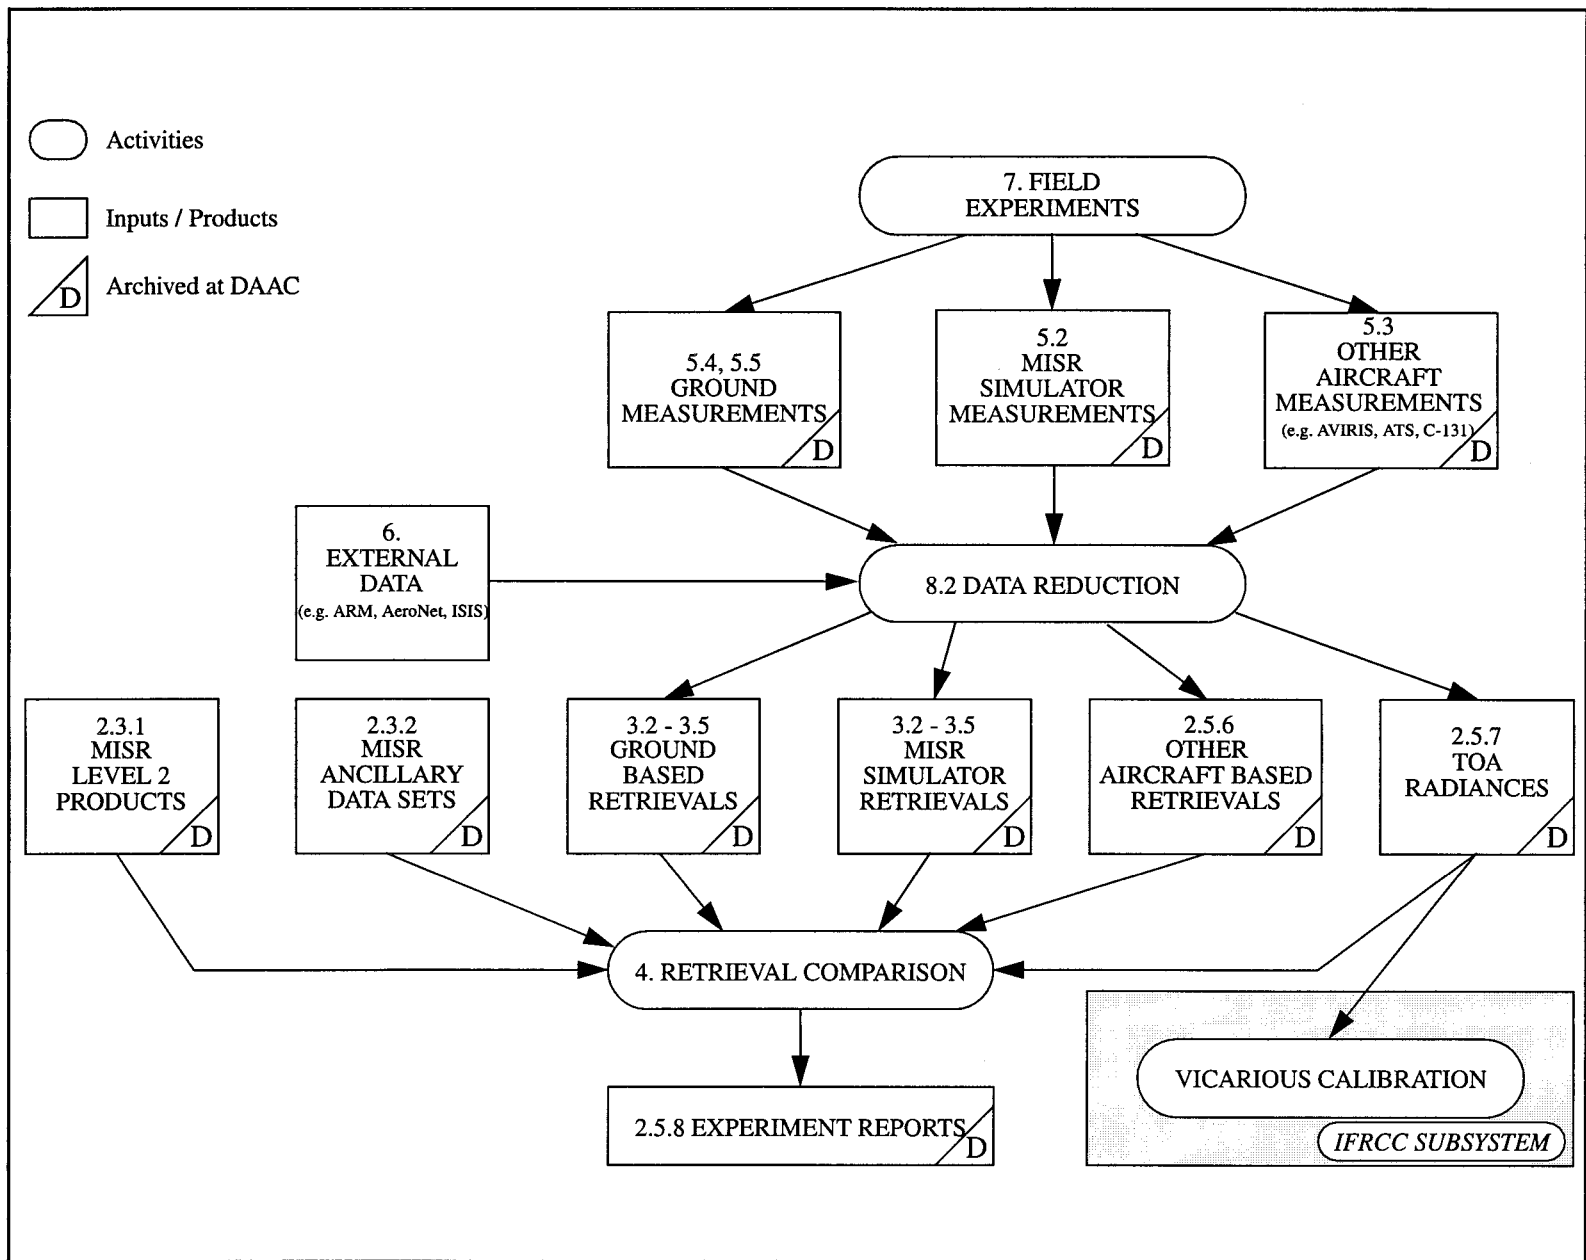 Activities
Inputs / Products
D
Archived at DAAC
7. FIELD
EXPERIMENTS
5.4, 5.5
GROUND
MEASUREMENTS
D
5.2
MISR
SIMULATOR
MEASUREMENTS
D
5.3
OTHER
AIRCRAFT
MEASUREMENTS
(e.g. AVIRIS, ATS, C-131)
D
6.
EXTERNAL
DATA
(e.g. ARM, AeroNet, ISIS)
8.2 DATA REDUCTION
2.3.1
MISR
LEVEL 2
PRODUCTS
D
2.3.2
MISR
ANCILLARY
DATA SETS
D
3.2 - 3.5
GROUND
BASED
RETRIEVALS
D
3.2 - 3.5
MISR
SIMULATOR
RETRIEVALS
D
2.5.6
OTHER
AIRCRAFT BASED
RETRIEVALS
D
2.5.7
TOA
RADIANCES
D
4. RETRIEVAL COMPARISON
VICARIOUS CALIBRATION
IFRCC SUBSYSTEM
2.5.8 EXPERIMENT REPORTS
D